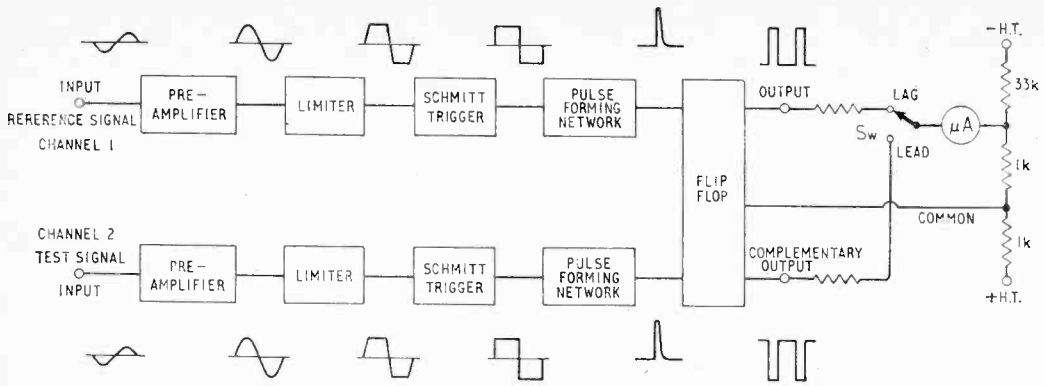 INPUT
RERERENCE SIGNAL
CHANNEL 1
PRE-
AMPLIFIER
LIMITER
SCHMITT
TRIGGER
PULSE
FORMING
NETWORK
FLIP
FLOP
OUTPUT
LAG
Sw
LEAD
μA
-H.T.
33k
1k
COMMON
1k
+H.T.
CHANNEL 2
TEST SIGNAL
INPUT
PRE-
AMPLIFIER
LIMITER
SCHMITT
TRIGGER
PULSE
FORMING
NETWORK
COMPLEMENTARY
OUTPUT